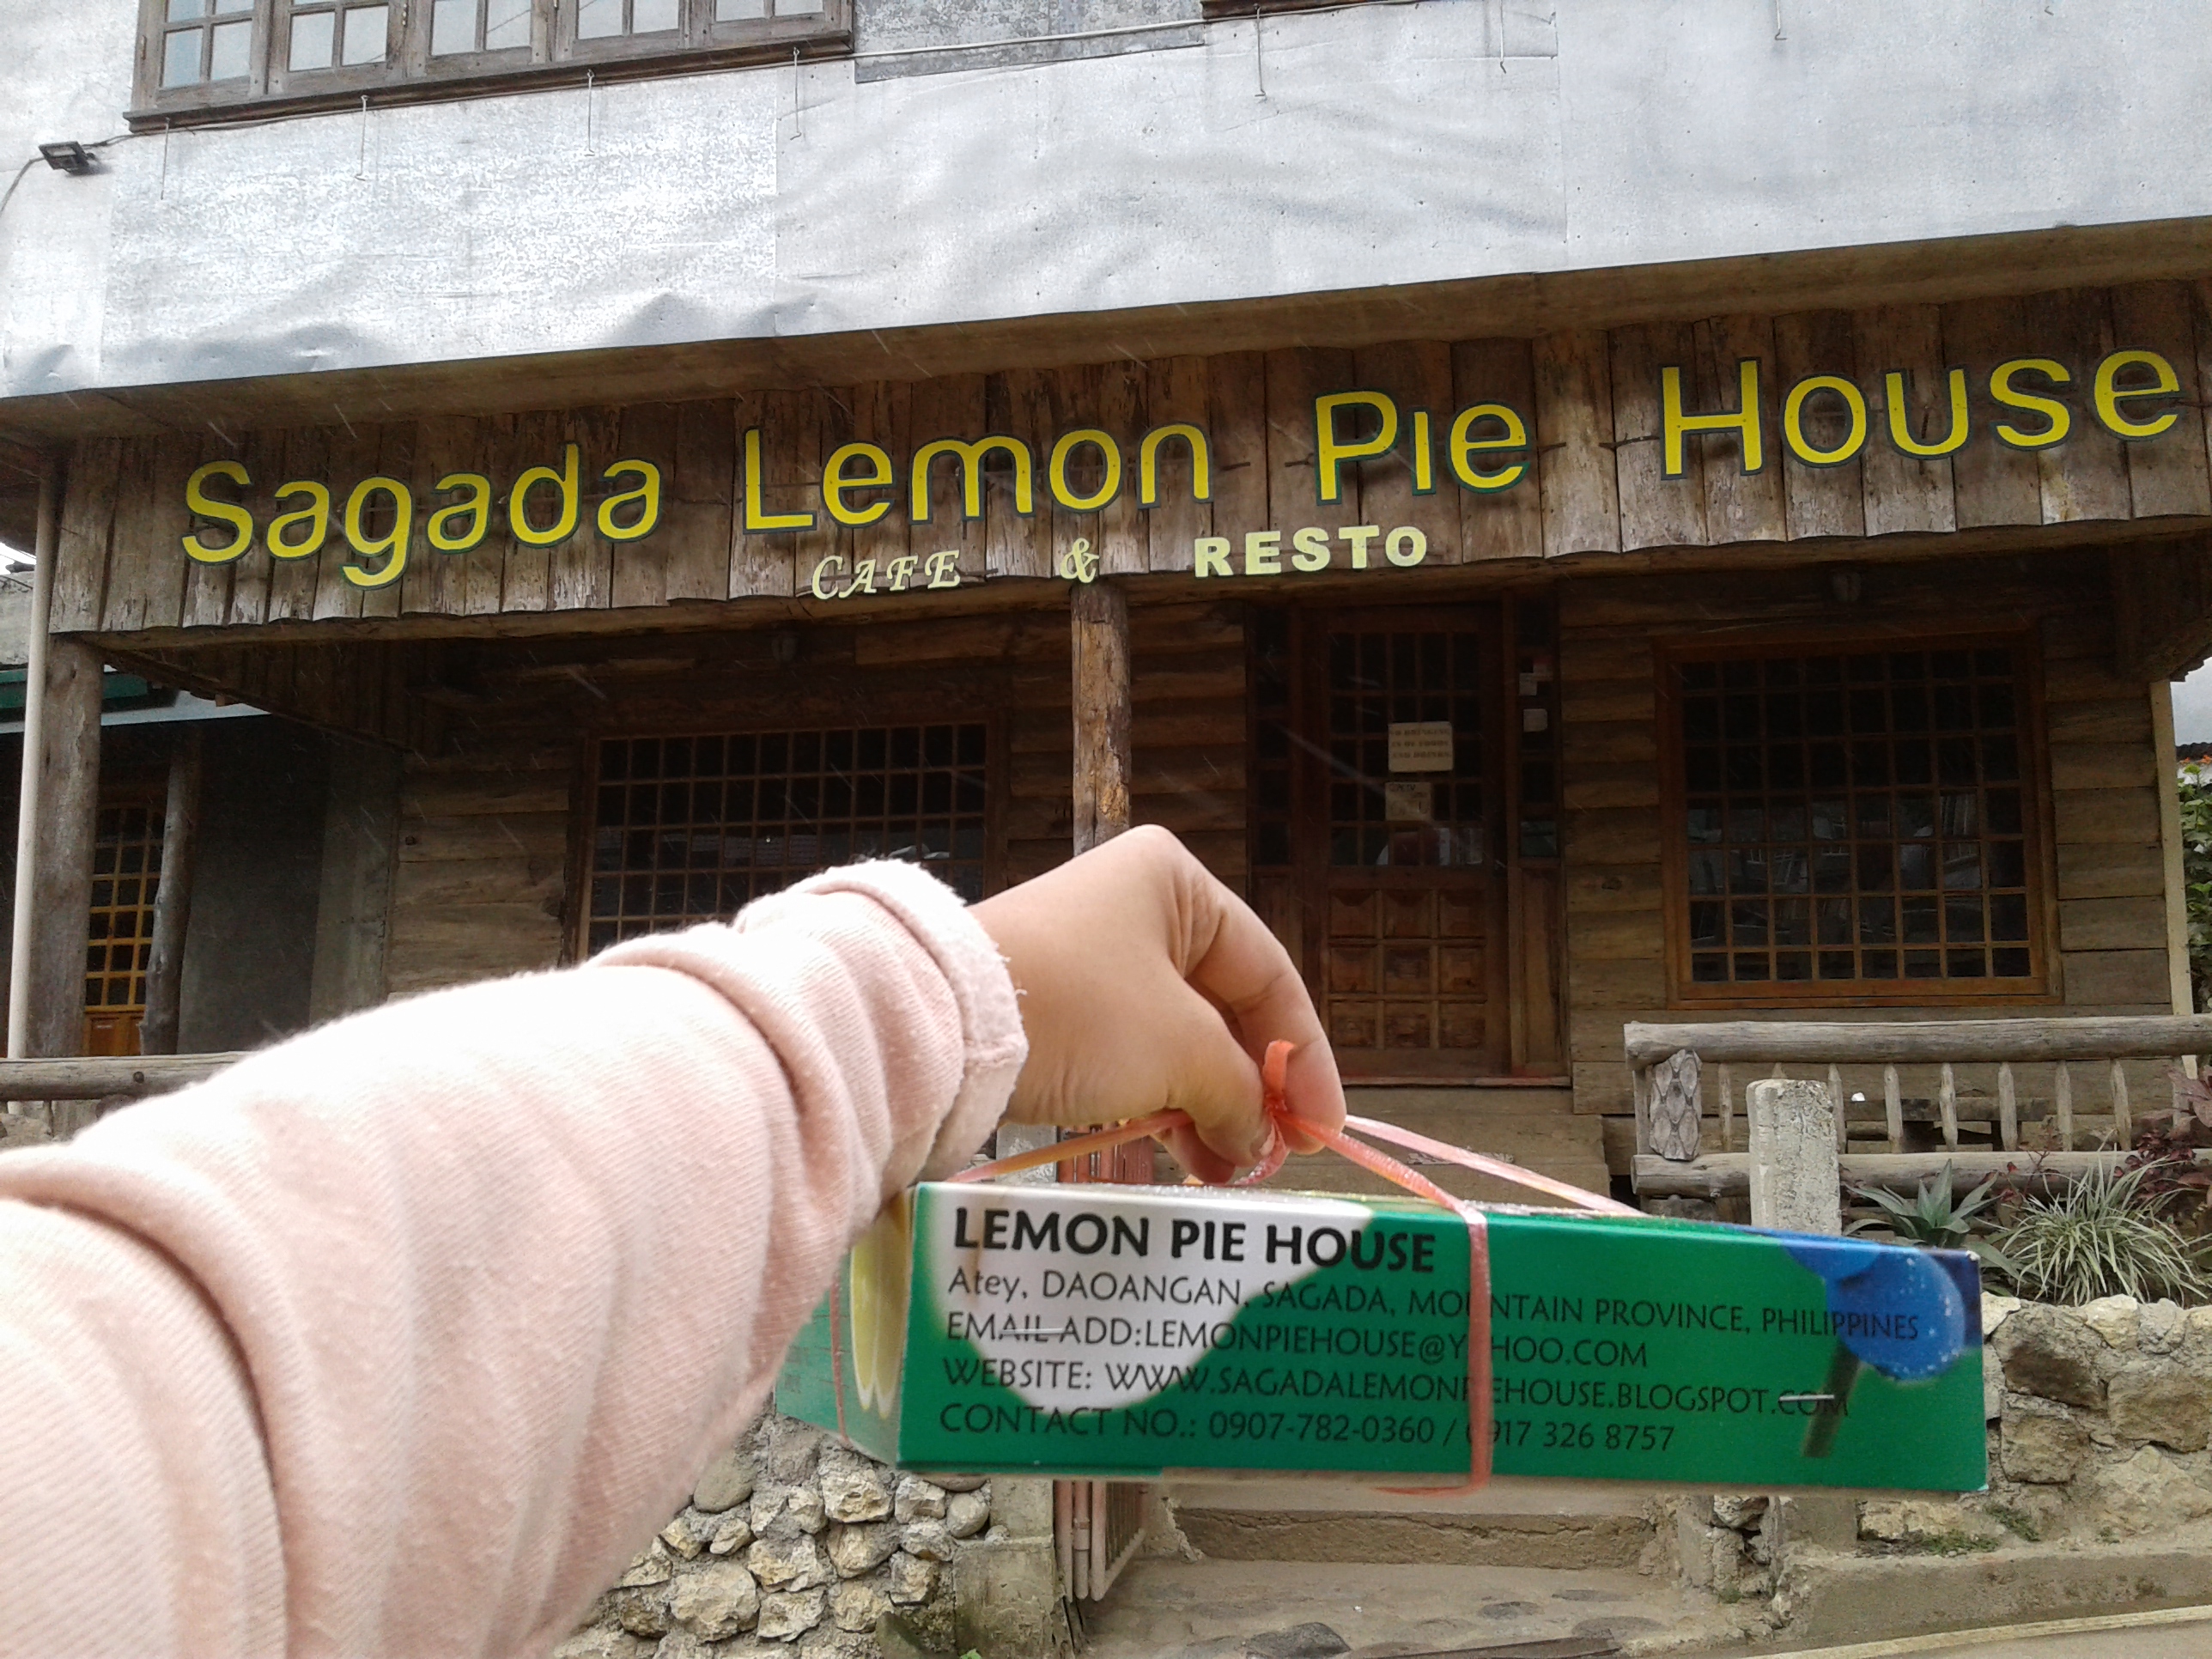 Sagada Lemon Pie House
CAFE & RESTO
LEMON PIE HOUSE
Atey, DAOANGAN, SAGADA, MOUNTAIN PROVINCE, PHILIPPINES
EMAIL ADD:LEMONPIEHOUSE@YAHOO.COM
WEBSITE: WWW.SAGADALEMONPIEHOUSE.BLOGSPOT.COM
CONTACT NO.: 0907-782-0360 / 0917 326 8757